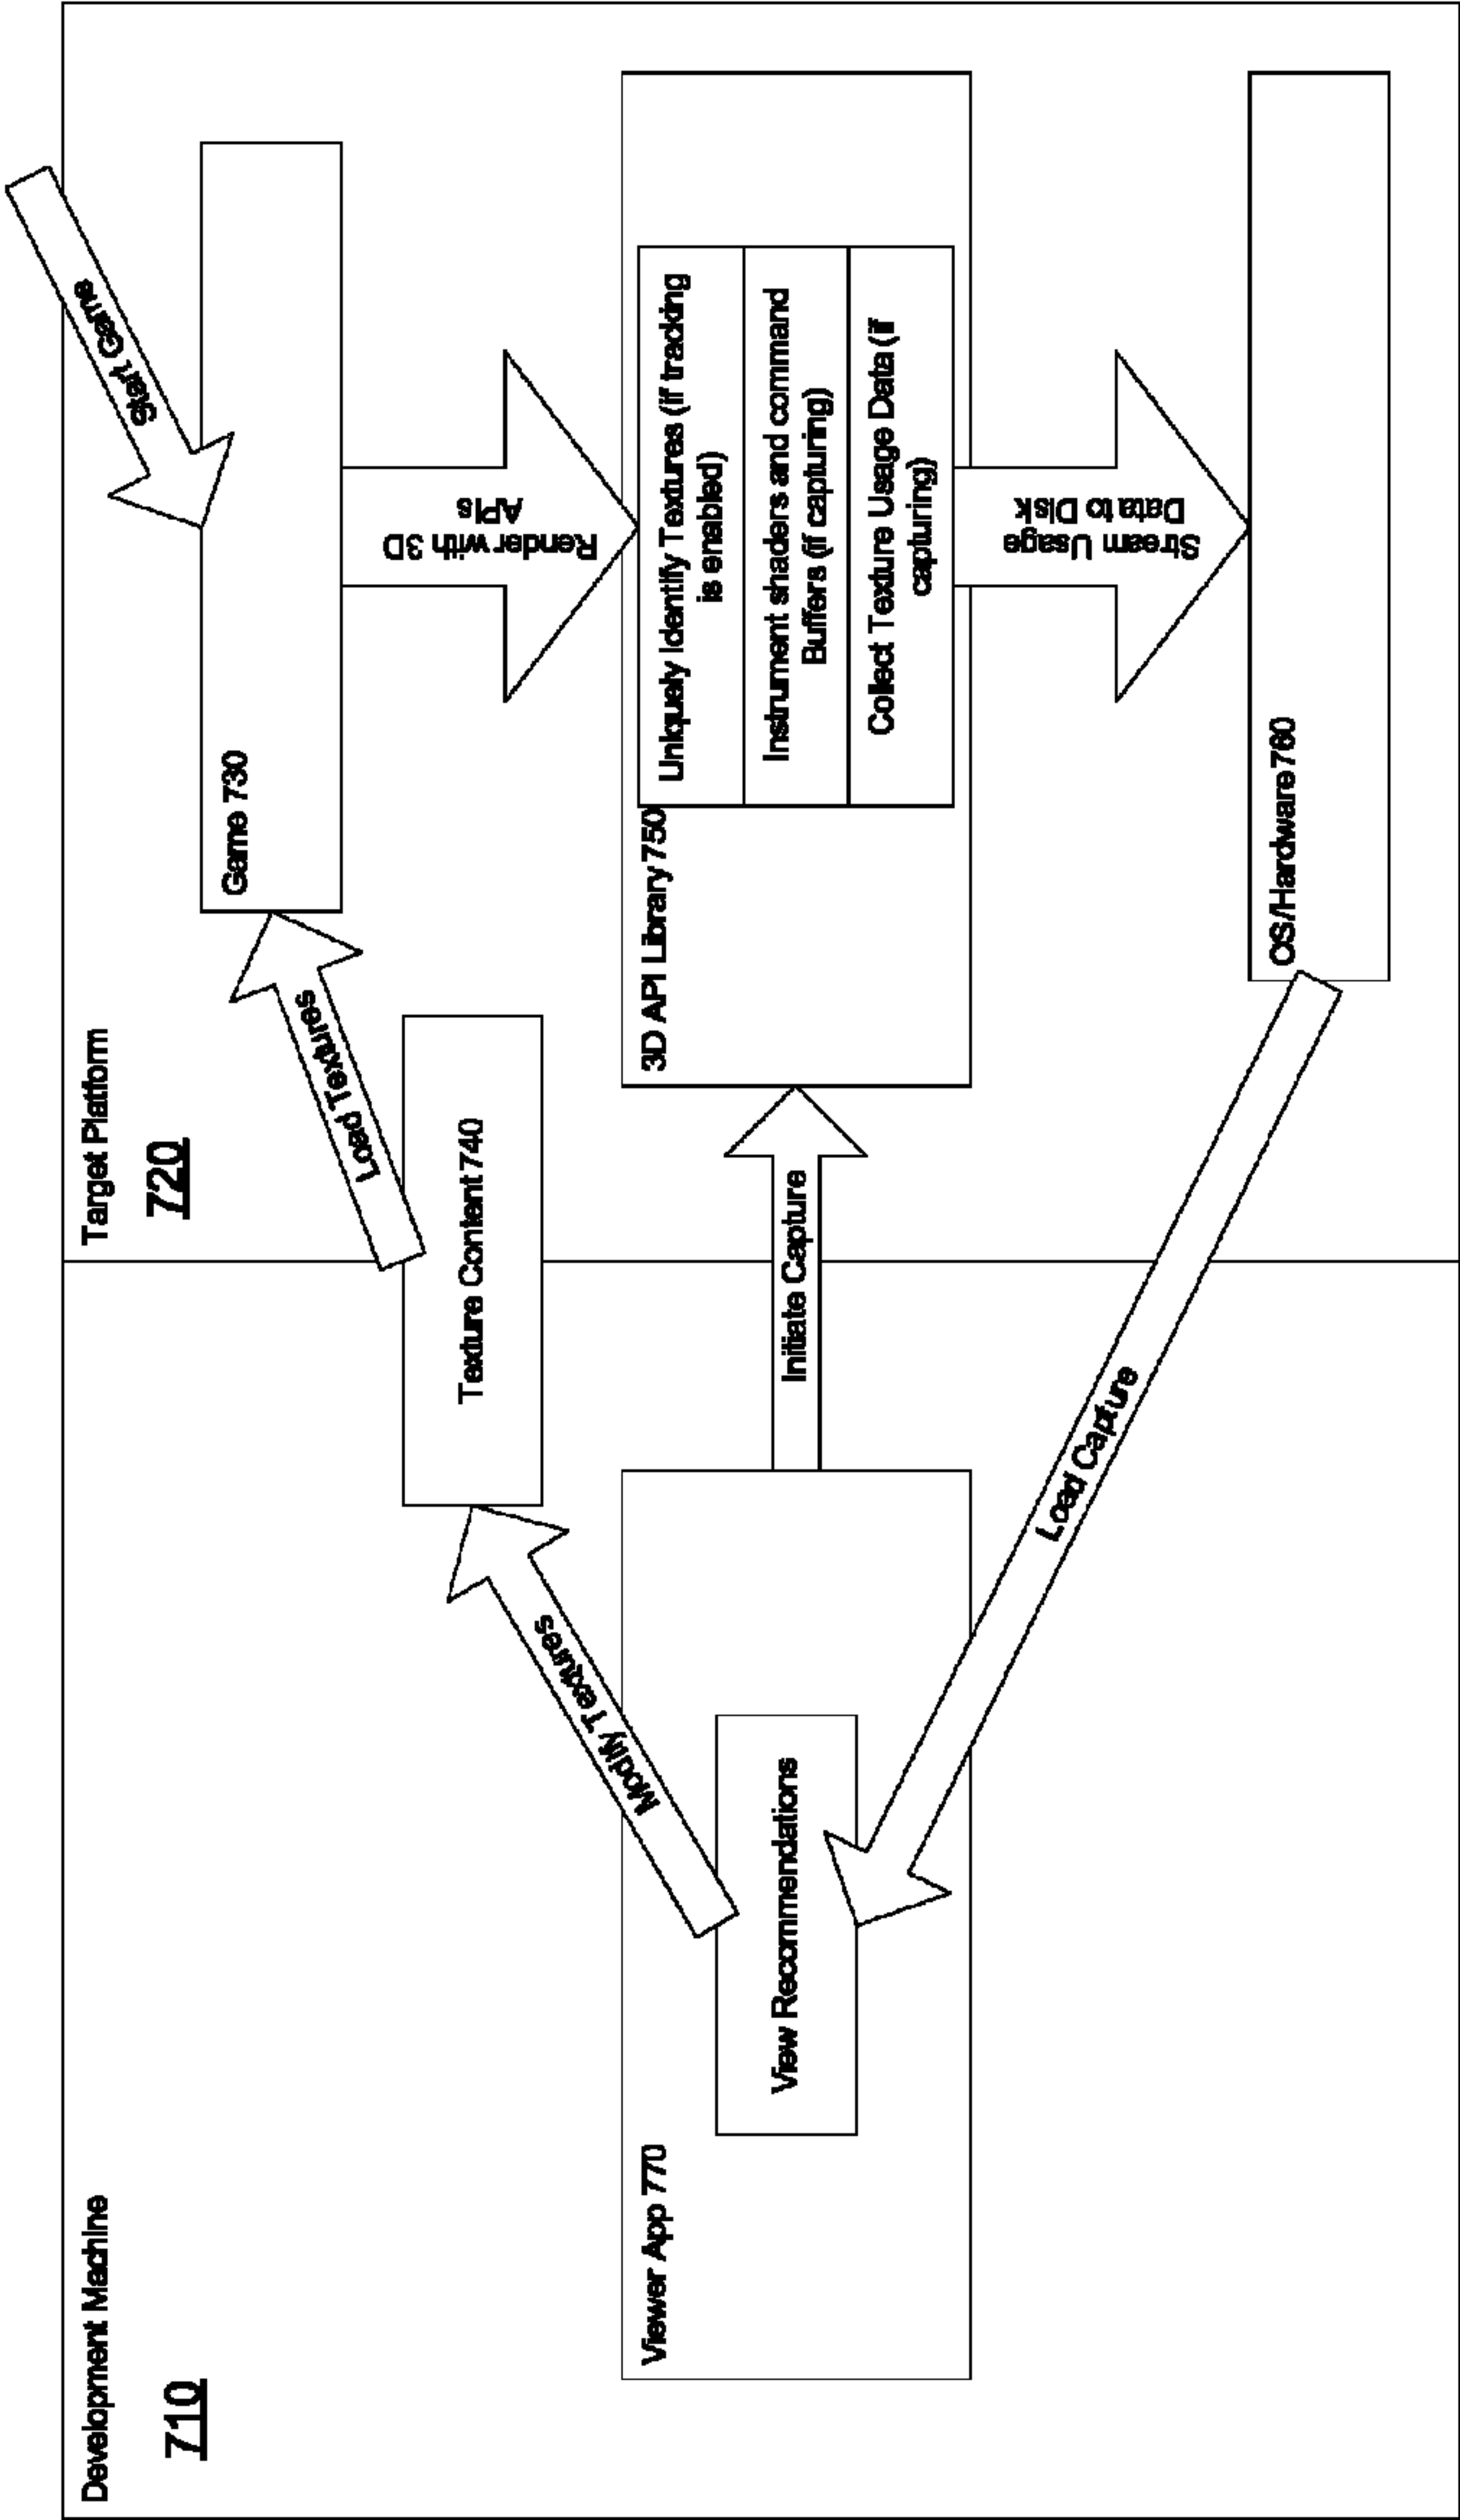 Development Machine
710
Target Platform
720
Start Game
Game 730
Load Textures
Texture Content 740
Render with 3D
APIs
Modify Textures
Viewer App 770
View Recommendations
Initiate Capture
3D API Library 750
Uniquely Identify Textures (if tracking
is enabled)
Instrument shaders and command
Buffers (if capturing)
Collect Texture Usage Data (if
capturing)
Load Capture
Stream Usage
Data to Disk
OS/Hardware 760